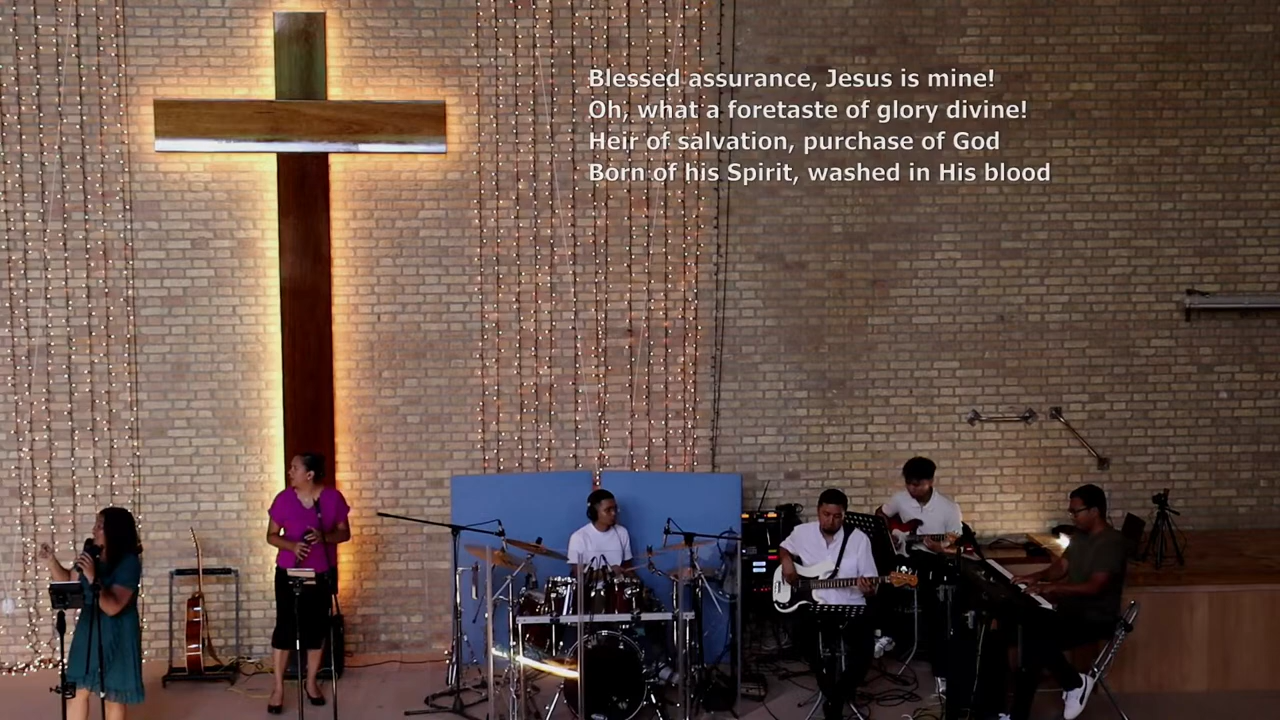 Blessed assurance, Jesus is mine!
Oh, what a foretaste of glory divine!
Heir of salvation, purchase of God
Born of his Spirit, washed in His blood